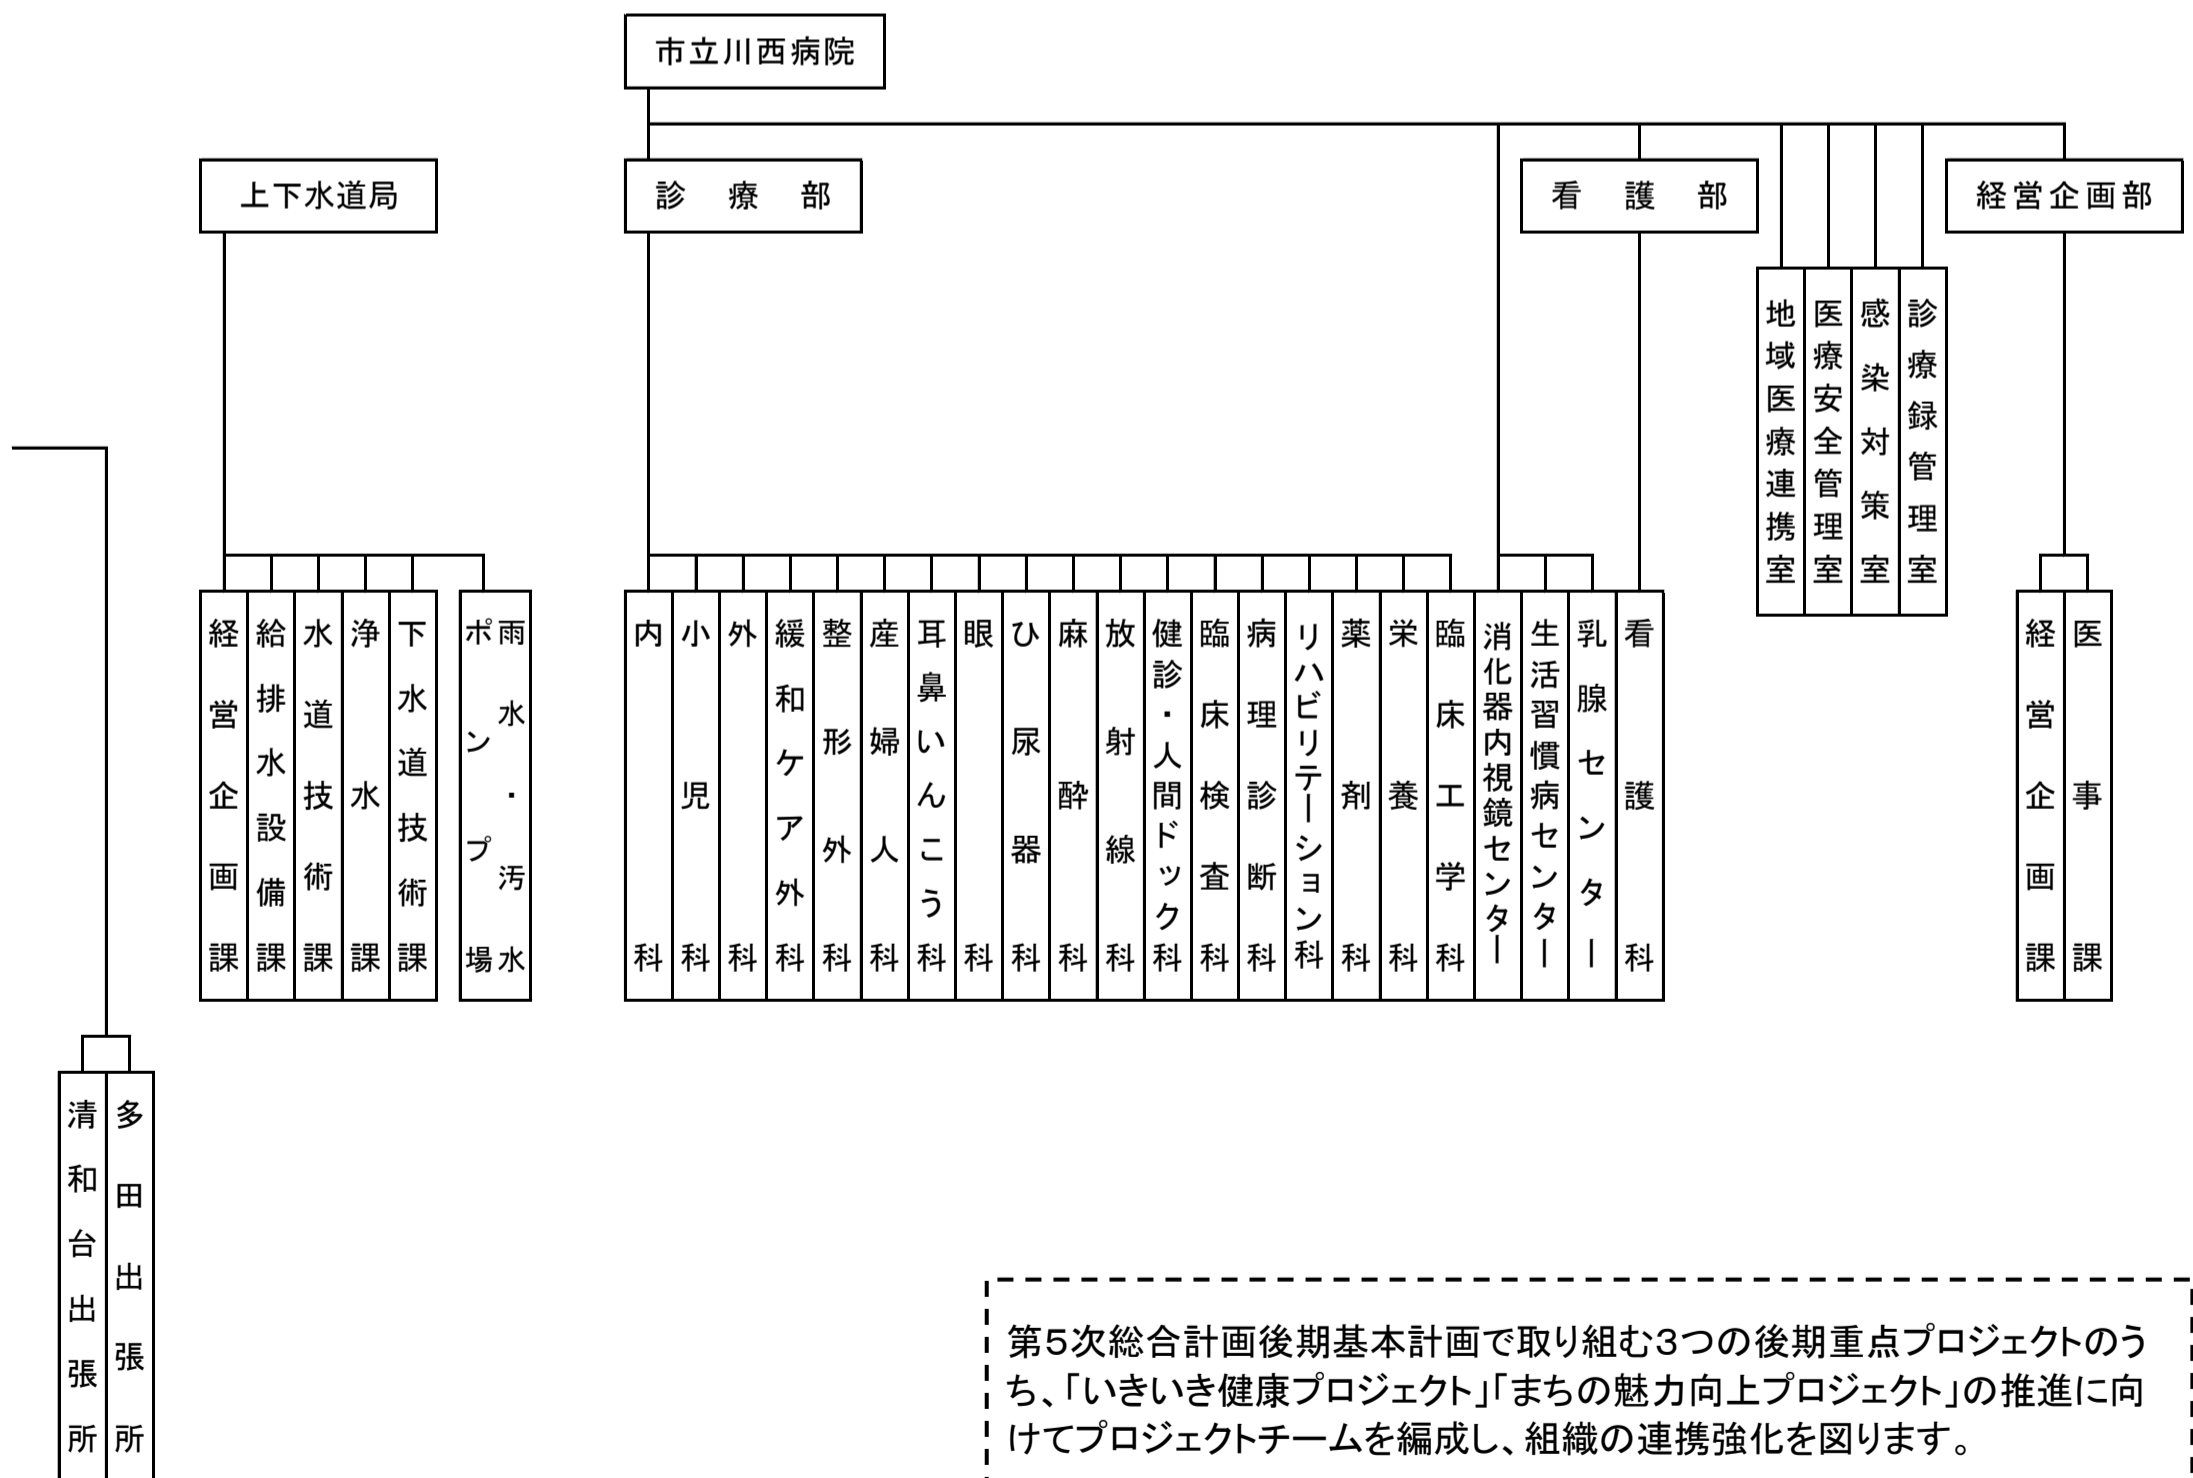 市立川西病院
上下水道局
診療部
看護部
経営企画部
地域医療連携室
医療安全管理室
感染対策室
診療録管理室
経営企画課
給排水設備課
水道技術課
浄水課
下水道技術課
雨水・汚水
ポンプ場
内科
小児科
外科
緩和ケア外科
整形外科
産婦人科
耳鼻いんこう科
眼科
ひ尿器科
麻酔科
放射線科
健診・人間ドック科
臨床検査科
病理診断科
リハビリテーション科
薬剤科
栄養科
臨床工学科
消化器内視鏡センター
生活習慣病センター
乳腺センター
看護科
経営企画課
医事課
清和台出張所
多田出張所
第5次総合計画後期基本計画で取り組む3つの後期重点プロジェクトのう
ち、「いきいき健康プロジェクト」「まちの魅力向上プロジェクト」の推進に向
けてプロジェクトチームを編成し、組織の連携強化を図ります。